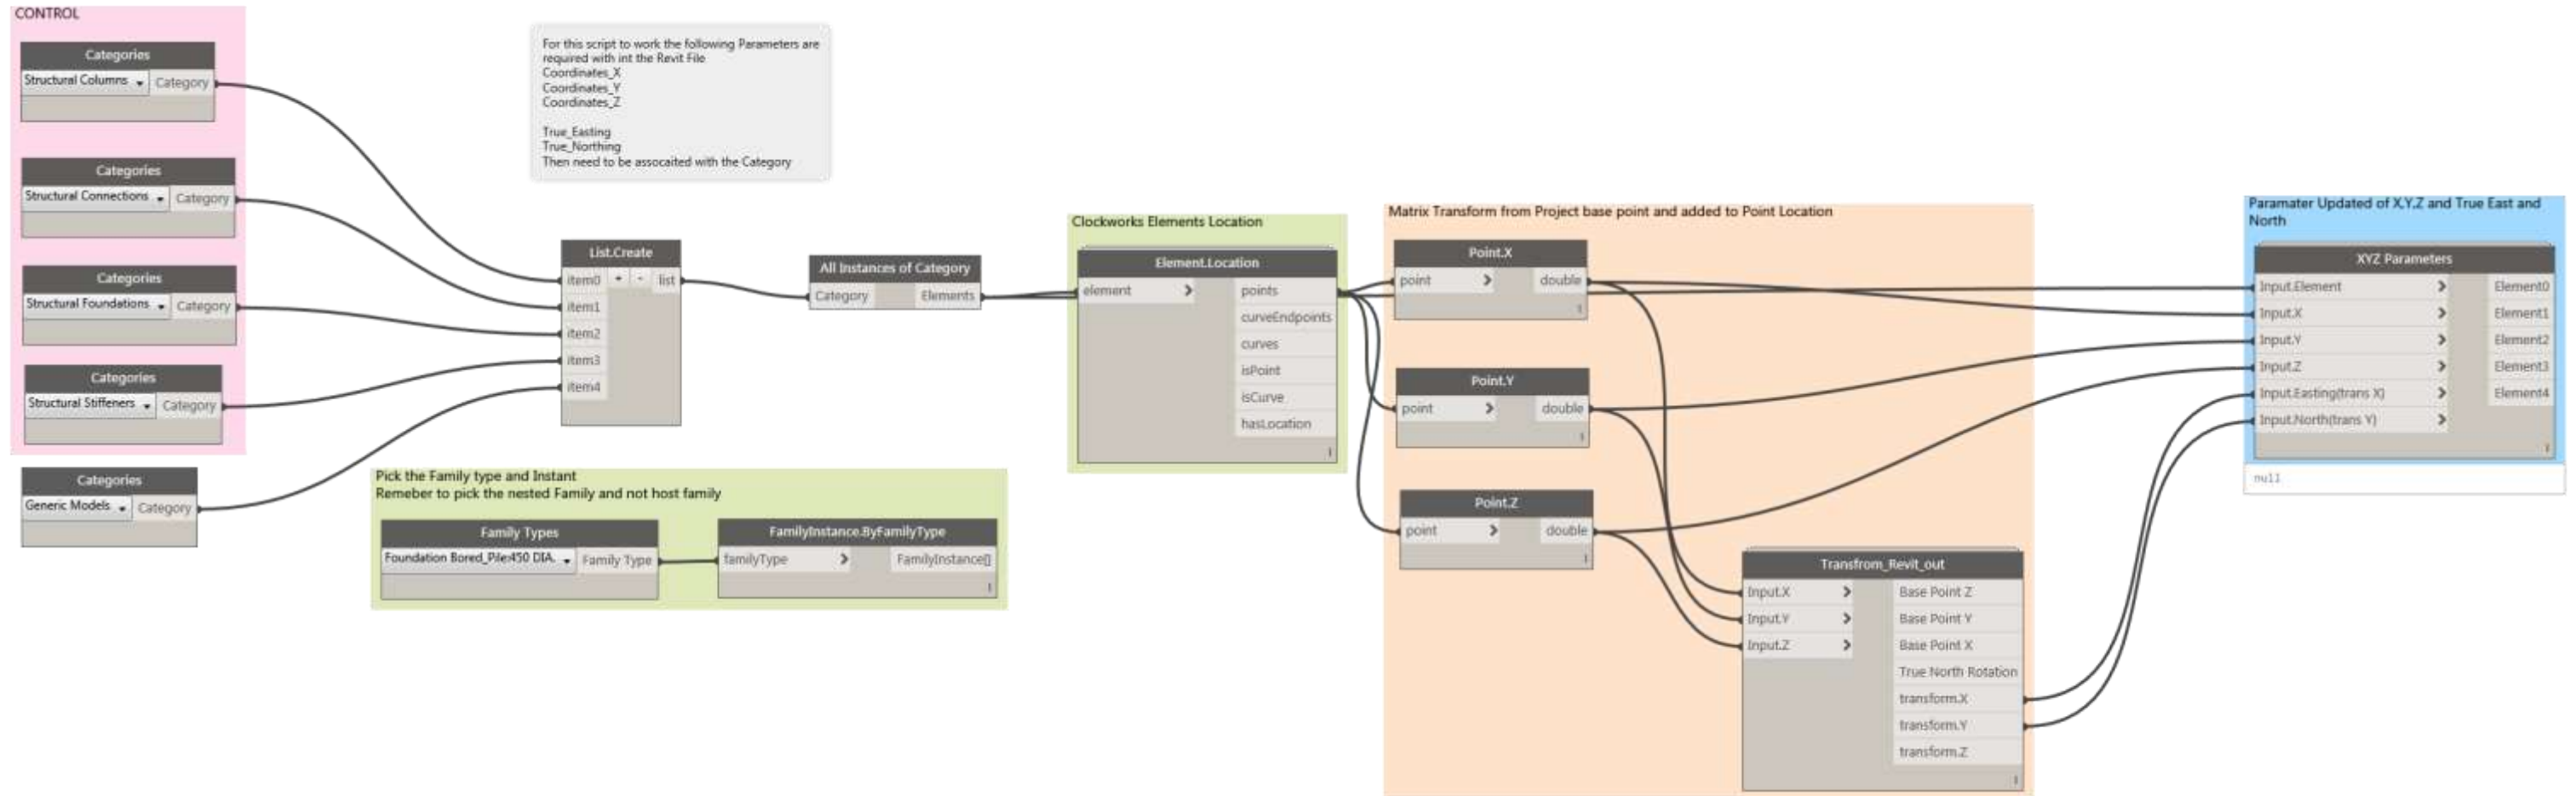 CONTROL
Categories
Structural Columns
Category
Categories
Structural Connections
Category
Categories
Structural Foundations
Category
Categories
Structural Stiffeners
Category
Categories
Generic Models
Category
For this script to work the following Parameters are
required with int the Revit File
Coordinates_X
Coordinates_Y
Coordinates_Z
True_Easting
True_Northing
Then need to be assocaited with the Category
List.Create
item0 + - list
item1
item2
item3
item4
All Instances of Category
Category Elements
Pick the Family type and Instant
Remeber to pick the nested Family and not host family
Family Types
Foundation Bored_Pile:450 DIA.
Family Type
FamilyInstance.ByFamilyType
familyType > FamilyInstance[]
Clockworks Elements Location
Element.Location
element > points
curveEndpoints
curves
isPoint
isCurve
hasLocation
Matrix Transform from Project base point and added to Point Location
Point.X
point > double
Point.Y
point > double
Point.Z
point > double
Transfrom_Revit_out
Input.X > Base Point Z
Input.Y > Base Point Y
Input.Z > Base Point X
True North Rotation
transform.X
transform.Y
transform.Z
Paramater Updated of X,Y,Z and True East and
North
XYZ Parameters
Input.Element > Element0
Input.X > Element1
Input.Y > Element2
Input.Z > Element3
Input.Easting(trans X) > Element4
Input.North(trans Y) >
null